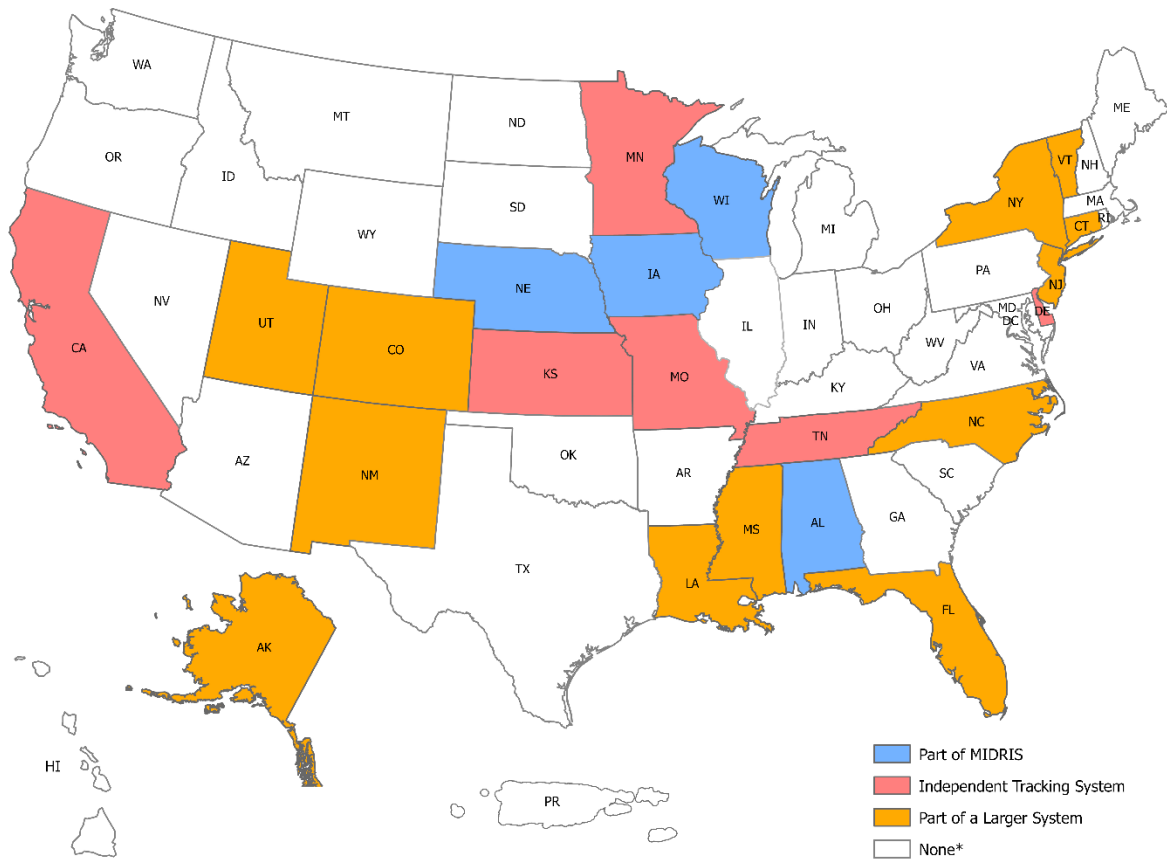 WA
MT
ND
MN
ME
OR
ID
SD
WI
MI
VT
NH
NY
MA
RI
CT
WY
NV
UT
CO
NE
IA
IL
IN
OH
PA
NJ
MD
DE
DC
WV
VA
CA
KS
MO
KY
AZ
NM
OK
AR
TN
NC
SC
MS
AL
GA
TX
LA
FL
AK
HI
PR
Part of MIDRIS
Independent Tracking System
Part of a Larger System
None*